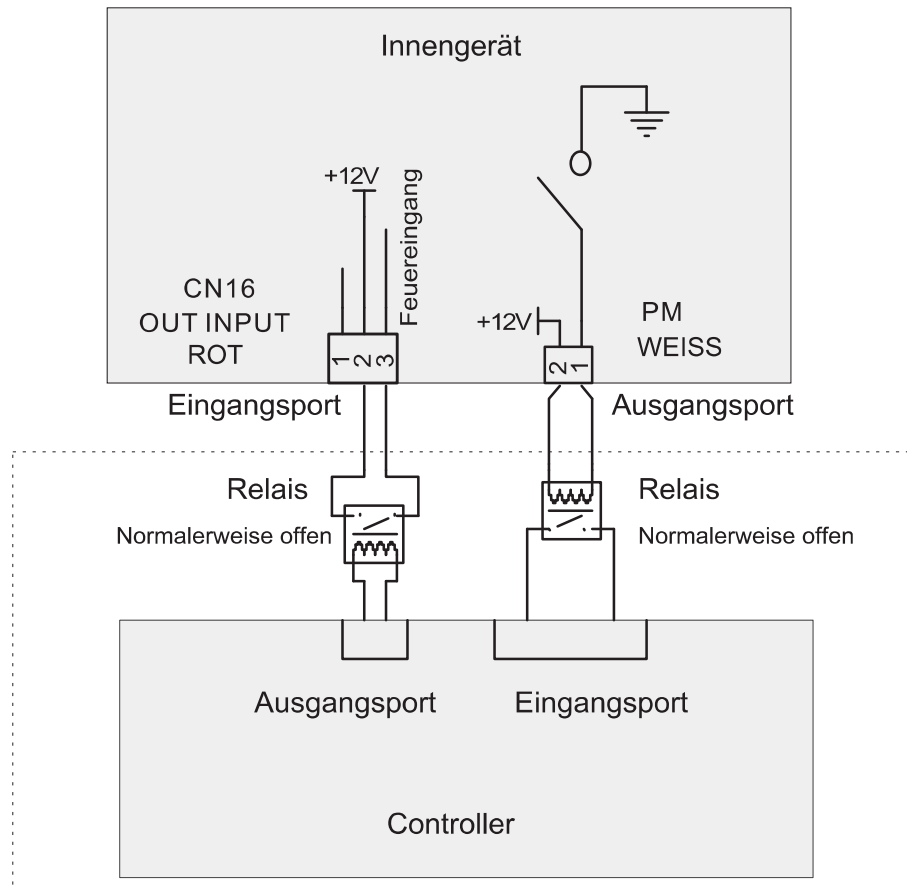 Innengerät
+12V
Feuereingang
CN16
OUT INPUT
ROT
1
2
3
+12V
PM
WEISS
2
1
Eingangsport
Ausgangsport
Relais
Normalerweise offen
Relais
Normalerweise offen
Ausgangsport
Eingangsport
Controller